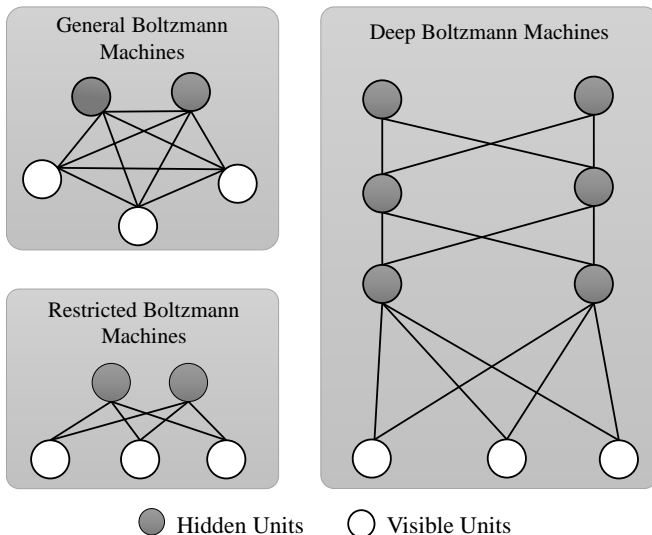 General Boltzmann
Machines
Restricted Boltzmann
Machines
Deep Boltzmann Machines
Hidden Units
Visible Units